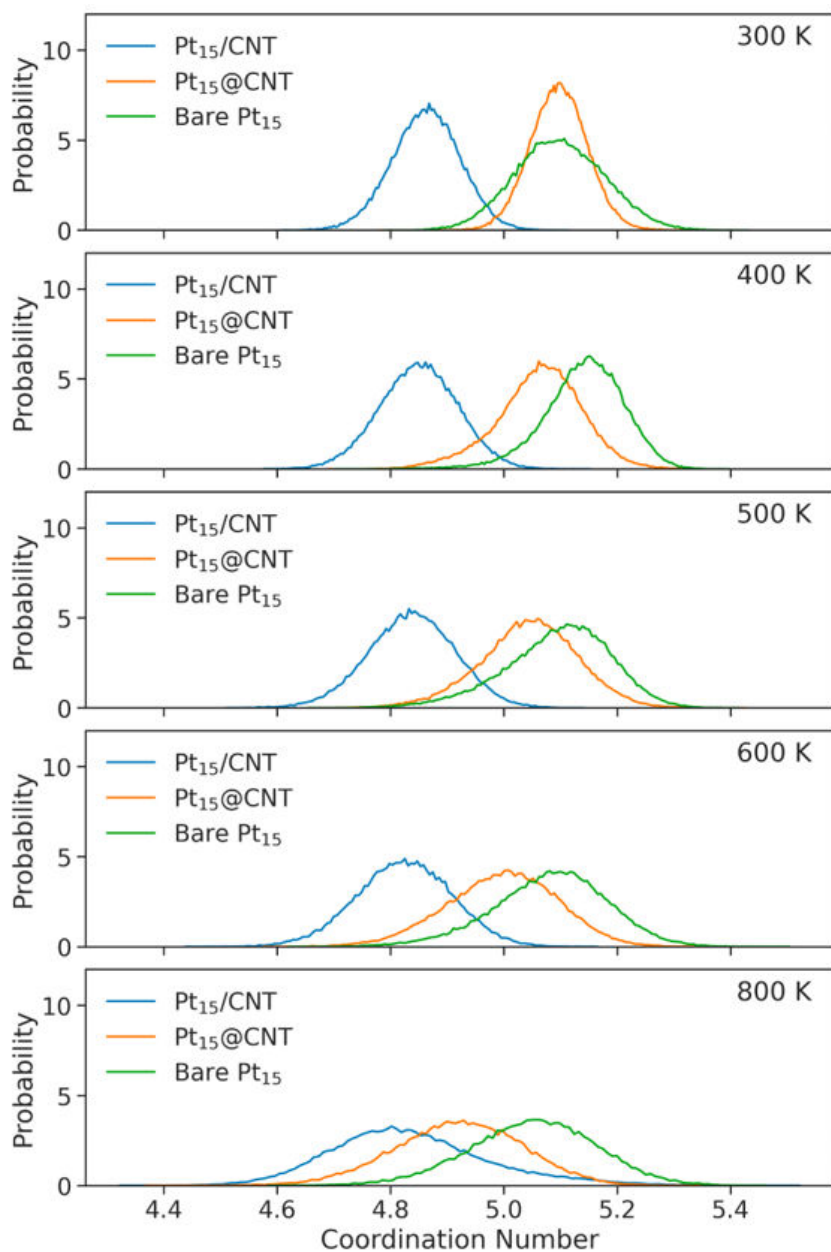 Probability
10
5
0
Pt₁₅/CNT
Pt₁₅@CNT
Bare Pt₁₅
300 K
Probability
10
5
0
Pt₁₅/CNT
Pt₁₅@CNT
Bare Pt₁₅
400 K
Probability
10
5
0
Pt₁₅/CNT
Pt₁₅@CNT
Bare Pt₁₅
500 K
Probability
10
5
0
Pt₁₅/CNT
Pt₁₅@CNT
Bare Pt₁₅
600 K
Probability
10
5
0
Pt₁₅/CNT
Pt₁₅@CNT
Bare Pt₁₅
800 K
4.4 4.6 4.8 5.0 5.2 5.4
Coordination Number